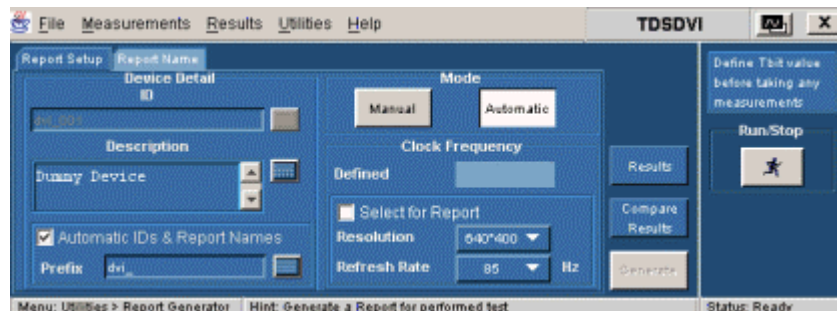 File Measurements Results Utilities Help TDSDVI
Report Setup Report Name
Device Detail
ID
dvi_001
Description
Dummy Device
Automatic IDs & Report Names
Prefix dvi_
Mode
Manual Automatic
Clock Frequency
Defined
Select for Report
Resolution 640*400
Refresh Rate 85 Hz
Results
Compare
Results
Generate
Define Tbit value
before taking any
measurements
Run/Stop
Menu: Utilities > Report Generator Hint: Generate a Report for performed test Status: Ready